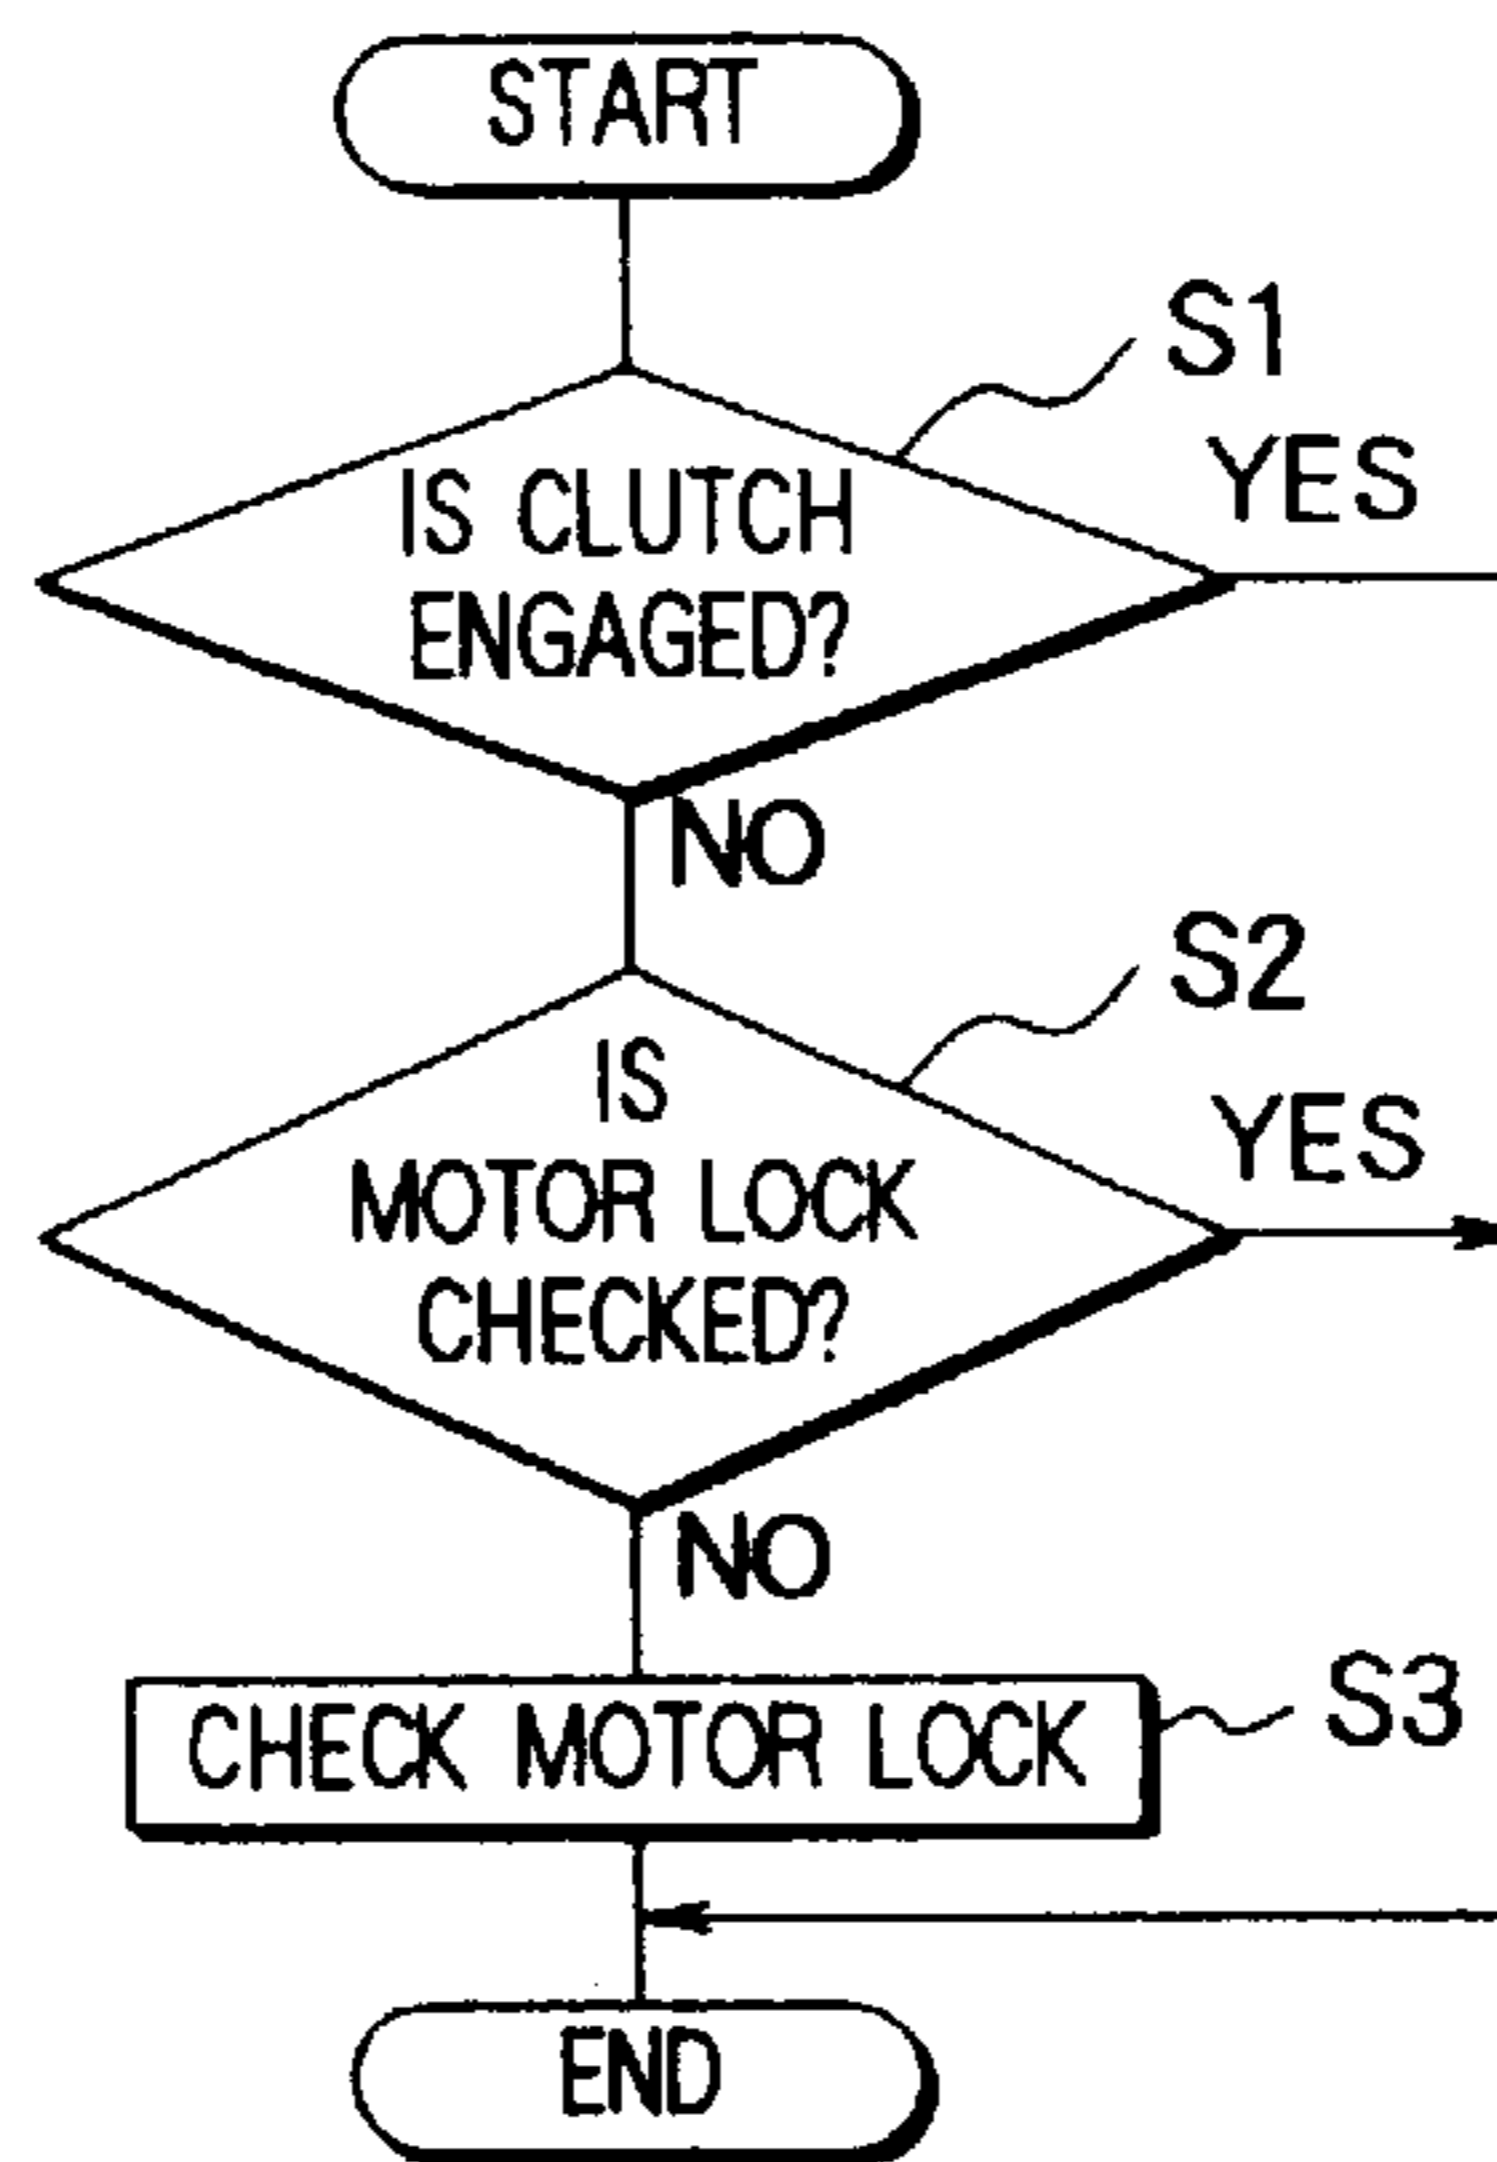 START
S1
IS CLUTCH
ENGAGED?
YES
NO
S2
IS
MOTOR LOCK
CHECKED?
YES
NO
CHECK MOTOR LOCK
S3
END